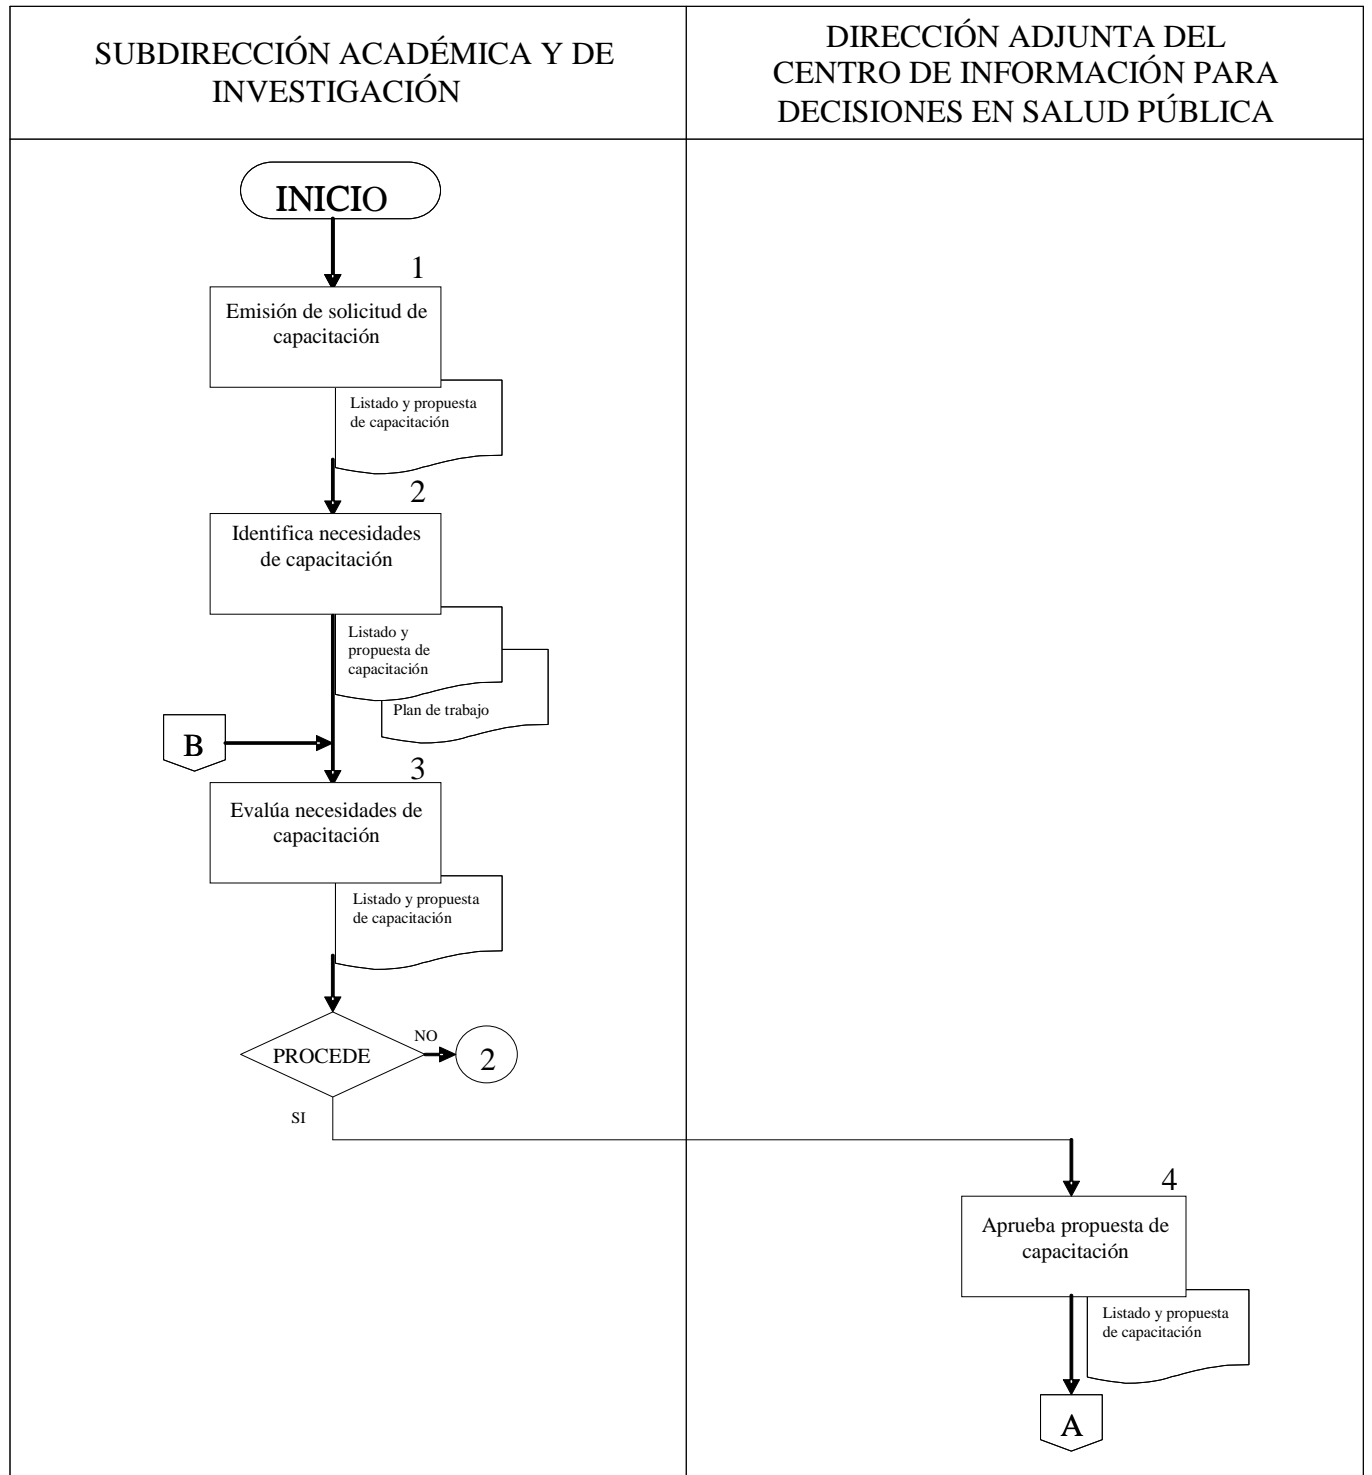 SUBDIRECCIÓN ACADÉMICA Y DE
INVESTIGACIÓN
DIRECCIÓN ADJUNTA DEL
CENTRO DE INFORMACIÓN PARA
DECISIONES EN SALUD PÚBLICA
INICIO
1
Emisión de solicitud de
capacitación
Listado y propuesta
de capacitación
2
Identifica necesidades
de capacitación
Listado y
propuesta de
capacitación
Plan de trabajo
B
3
Evalúa necesidades de
capacitación
Listado y propuesta
de capacitación
PROCEDE
NO
2
SI
4
Aprueba propuesta de
capacitación
Listado y propuesta
de capacitación
A